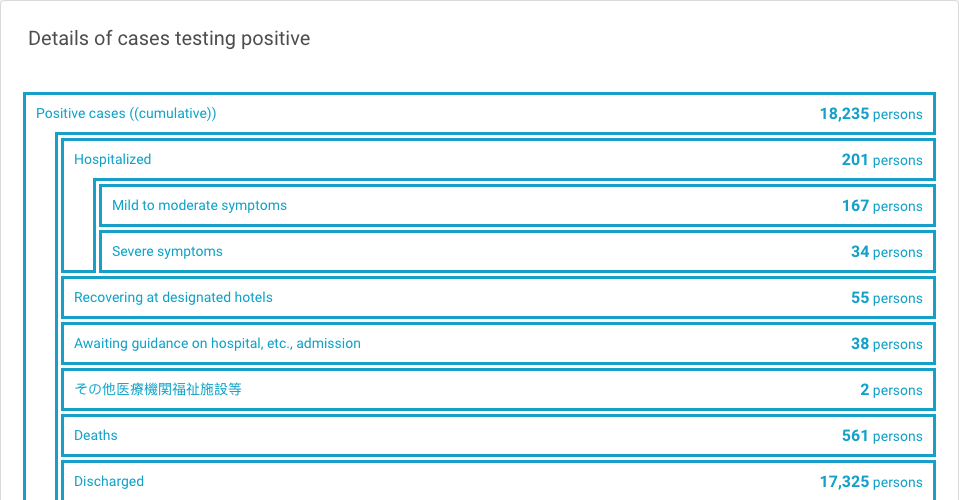 Details of cases testing positive
Positive cases ((cumulative)) 18,235 persons
Hospitalized 201 persons
Mild to moderate symptoms 167 persons
Severe symptoms 34 persons
Recovering at designated hotels 55 persons
Awaiting guidance on hospital, etc., admission 38 persons
その他医療機関福祉施設等 2 persons
Deaths 561 persons
Discharged 17,325 persons